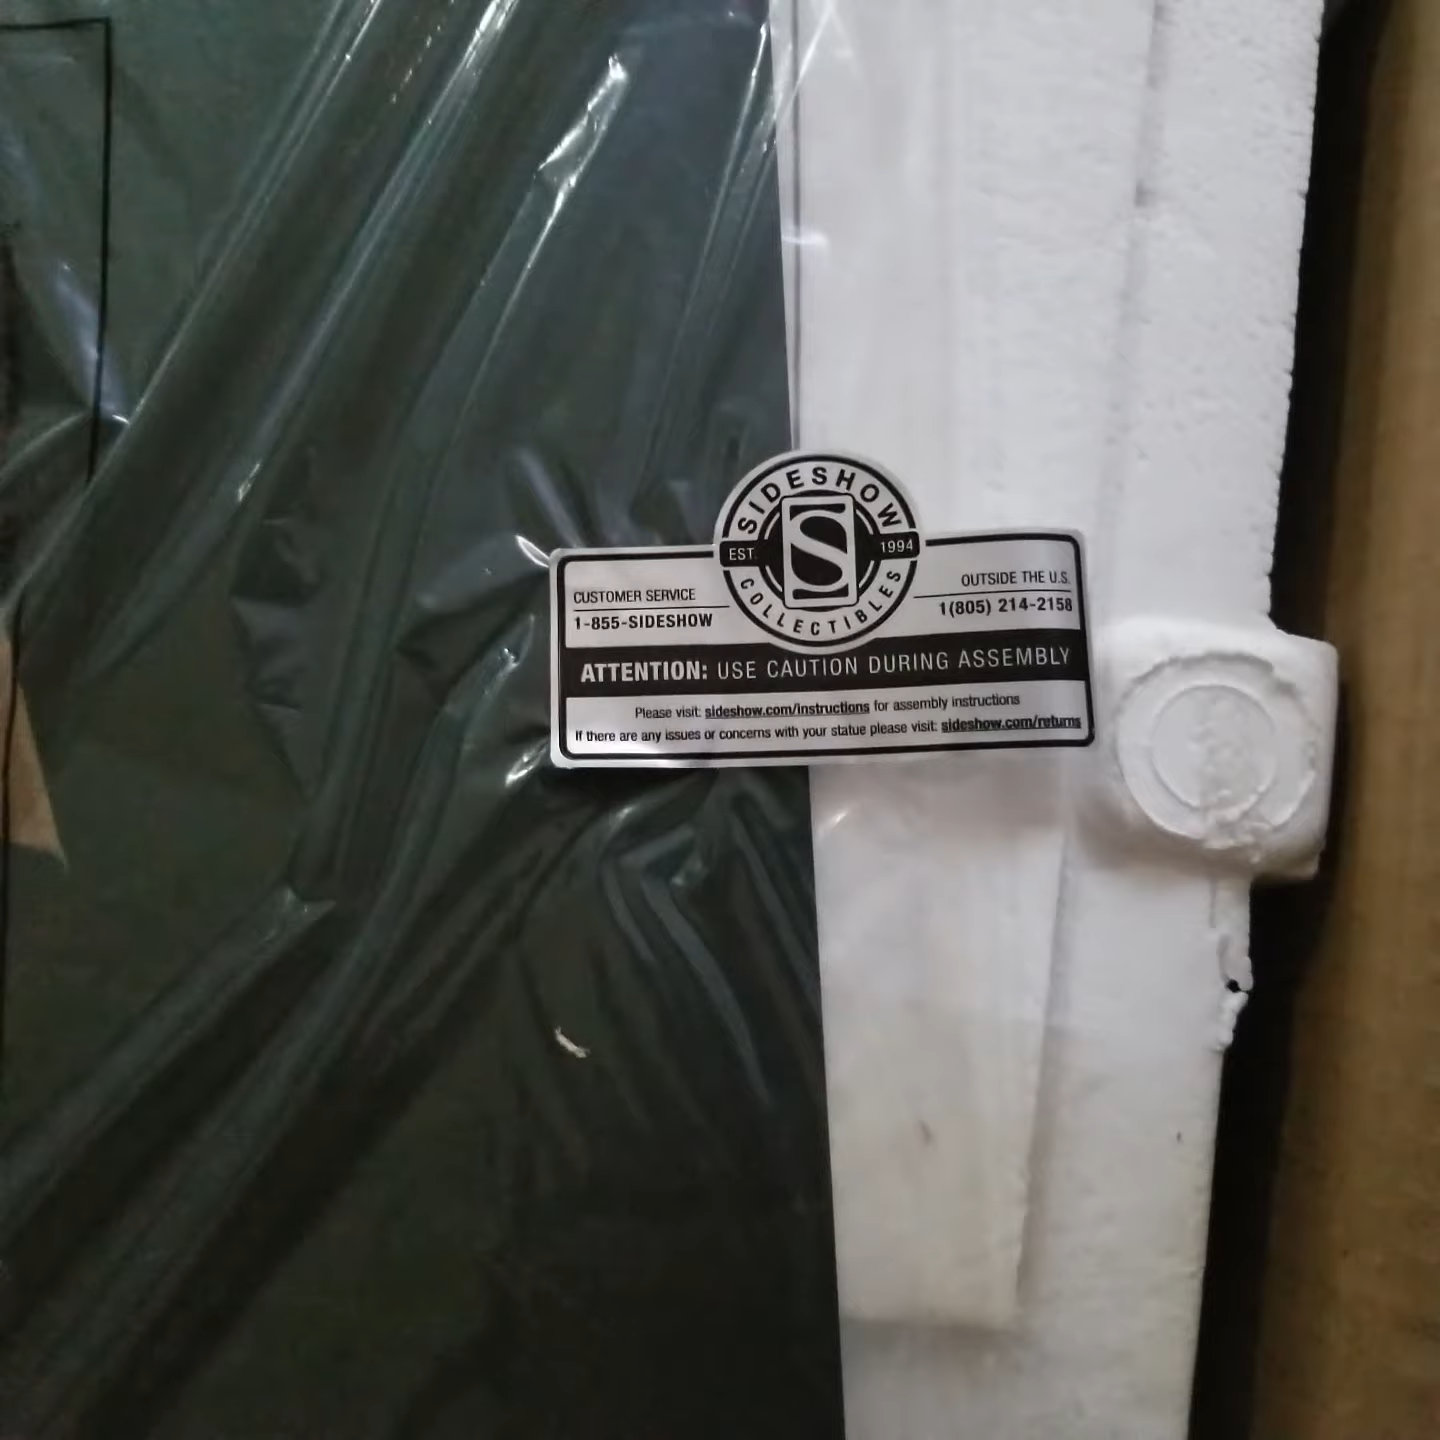 SIDESHOW
EST. 1994
S
COLLECTIBLES
CUSTOMER SERVICE
1-855-SIDESHOW
OUTSIDE THE U.S.
1(805) 214-2158
ATTENTION: USE CAUTION DURING ASSEMBLY
Please visit: sideshow.com/instructions for assembly instructions
If there are any issues or concerns with your statue please visit: sideshow.com/returns